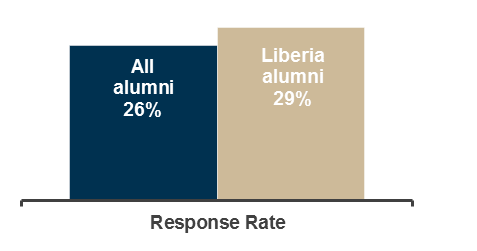 All
alumni
26%
Liberia
alumni
29%
Response Rate